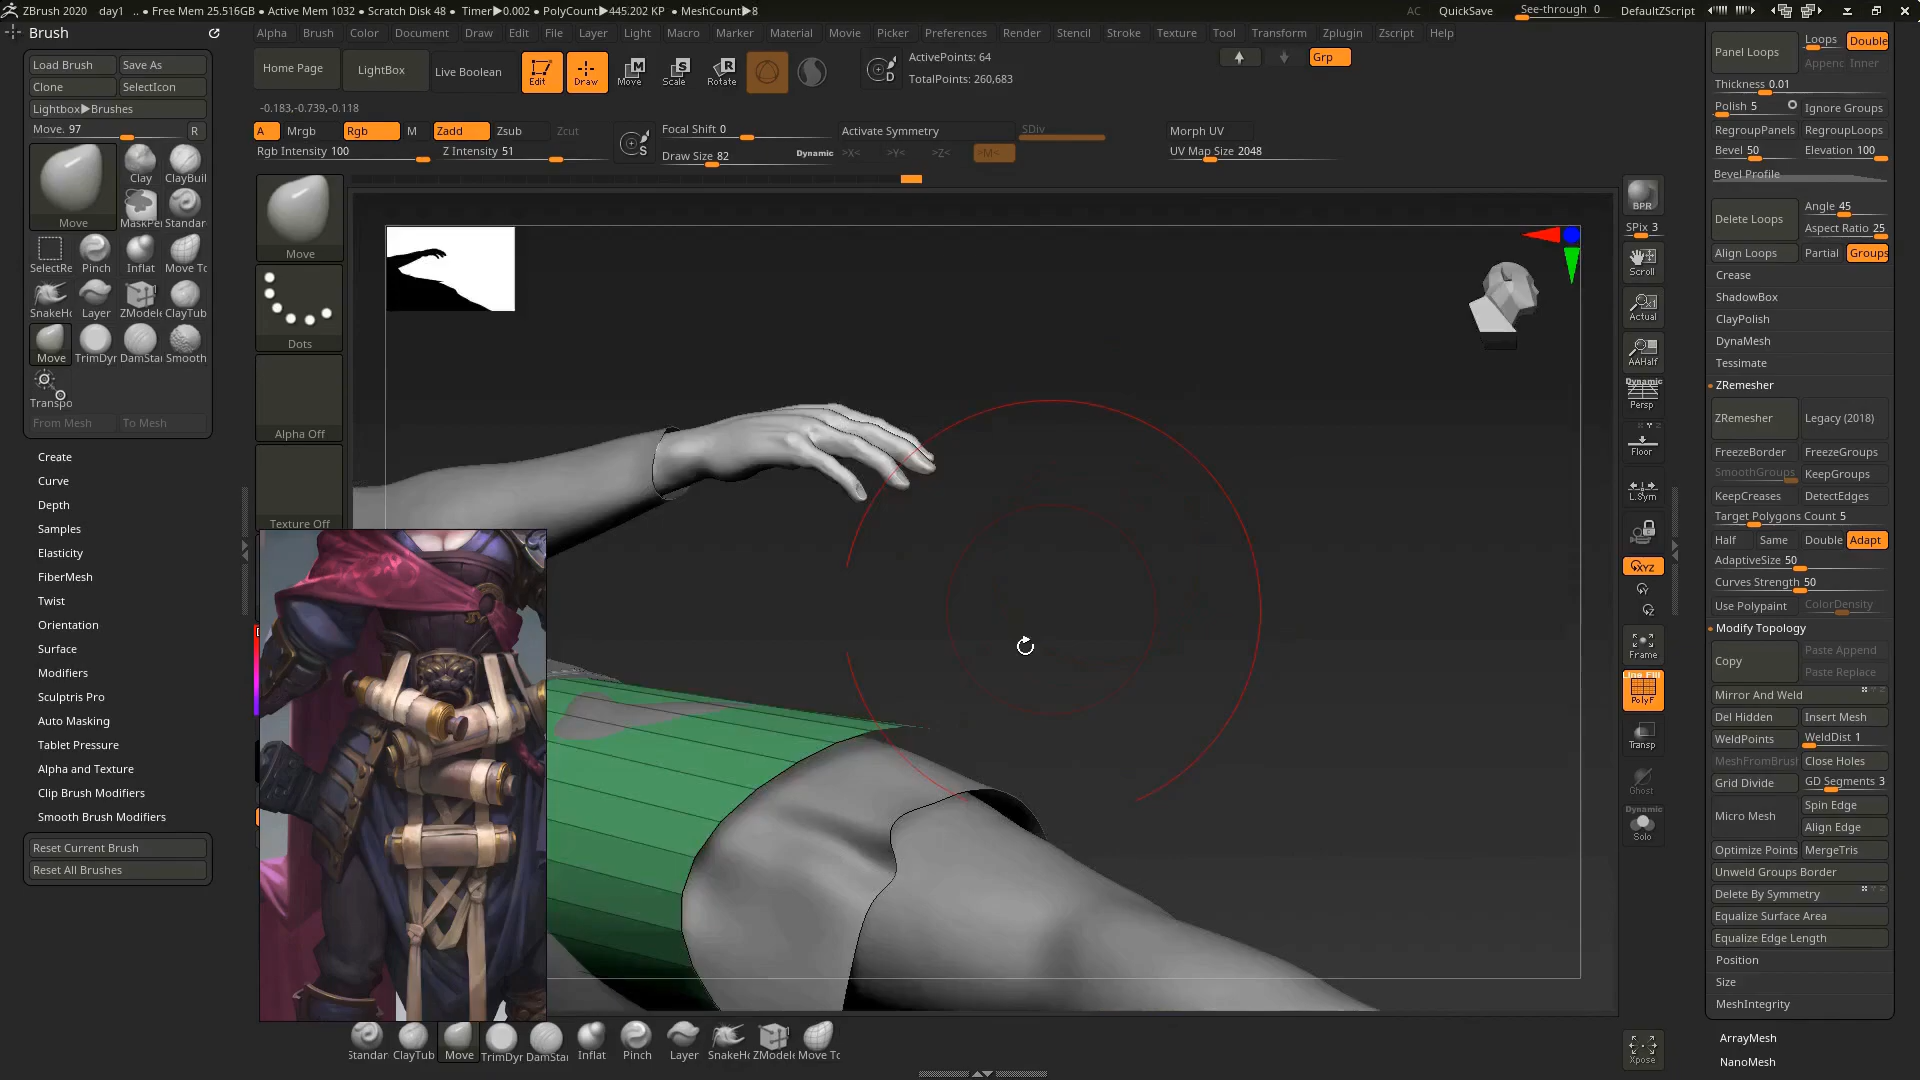 ZBrush 2020 day1 .. • Free Mem 25.516GB • Active Mem 1032 • Scratch Disk 48 • Timer▶0.002 • PolyCount▶445.202 KP • MeshCount▶8 AC QuickSave See-through 0 DefaultZScript
Brush
Alpha Brush Color Document Draw Edit File Layer Light Macro Marker Material Movie Picker Preferences Render Stencil Stroke Texture Tool Transform Zplugin Zscript Help
Load Brush Save As
Clone SelectIcon
Lightbox▶Brushes
Move. 97 R
Move
Clay ClayBuil
MaskPe Standar
SelectRe Pinch Inflat Move To
SnakeHo Layer ZModele ClayTub
Move TrimDyn DamStan Smooth
Transpo
From Mesh To Mesh
Create
Curve
Depth
Samples
Elasticity
FiberMesh
Twist
Orientation
Surface
Modifiers
Sculptris Pro
Auto Masking
Tablet Pressure
Alpha and Texture
Clip Brush Modifiers
Smooth Brush Modifiers
Reset Current Brush
Reset All Brushes
Home Page LightBox Live Boolean Edit Draw Move Scale Rotate
ActivePoints: 64
TotalPoints: 260,683
Grp
-0.183,-0.739,-0.118
A Mrgb Rgb M Zadd Zsub Zcut
Rgb Intensity 100 Z Intensity 51
Focal Shift 0
Draw Size 82 Dynamic
Activate Symmetry
>X< >Y< >Z< >M<
SDiv
Morph UV
UV Map Size 2048
Move
Dots
Alpha Off
Texture Off
BPR
SPix 3
Scroll
Actual
AAHalf
Dynamic
Persp
Floor
L.Sym
XYZ
Frame
Line Fill
PolyF
Transp
Ghost
Dynamic
Solo
Xpose
Panel Loops Loops Double
Append Inner
Thickness 0.01
Polish 5 Ignore Groups
RegroupPanels RegroupLoops
Bevel 50 Elevation 100
Bevel Profile
Delete Loops Angle 45
Aspect Ratio 25
Align Loops Partial Groups
Crease
ShadowBox
ClayPolish
DynaMesh
Tessimate
ZRemesher
ZRemesher Legacy (2018)
FreezeBorder FreezeGroups
SmoothGroups KeepGroups
KeepCreases DetectEdges
Target Polygons Count 5
Half Same Double Adapt
AdaptiveSize 50
Curves Strength 50
Use Polypaint ColorDensity
Modify Topology
Copy Paste Append
Paste Replace
Mirror And Weld
Del Hidden Insert Mesh
WeldPoints WeldDist 1
MeshFromBrush Close Holes
Grid Divide GD Segments 3
Micro Mesh Spin Edge
Align Edge
Optimize Points MergeTris
Unweld Groups Border
Delete By Symmetry
Equalize Surface Area
Equalize Edge Length
Position
Size
MeshIntegrity
ArrayMesh
NanoMesh
Standar ClayTub Move TrimDyn DamStan Inflat Pinch Layer SnakeHo ZModele Move To